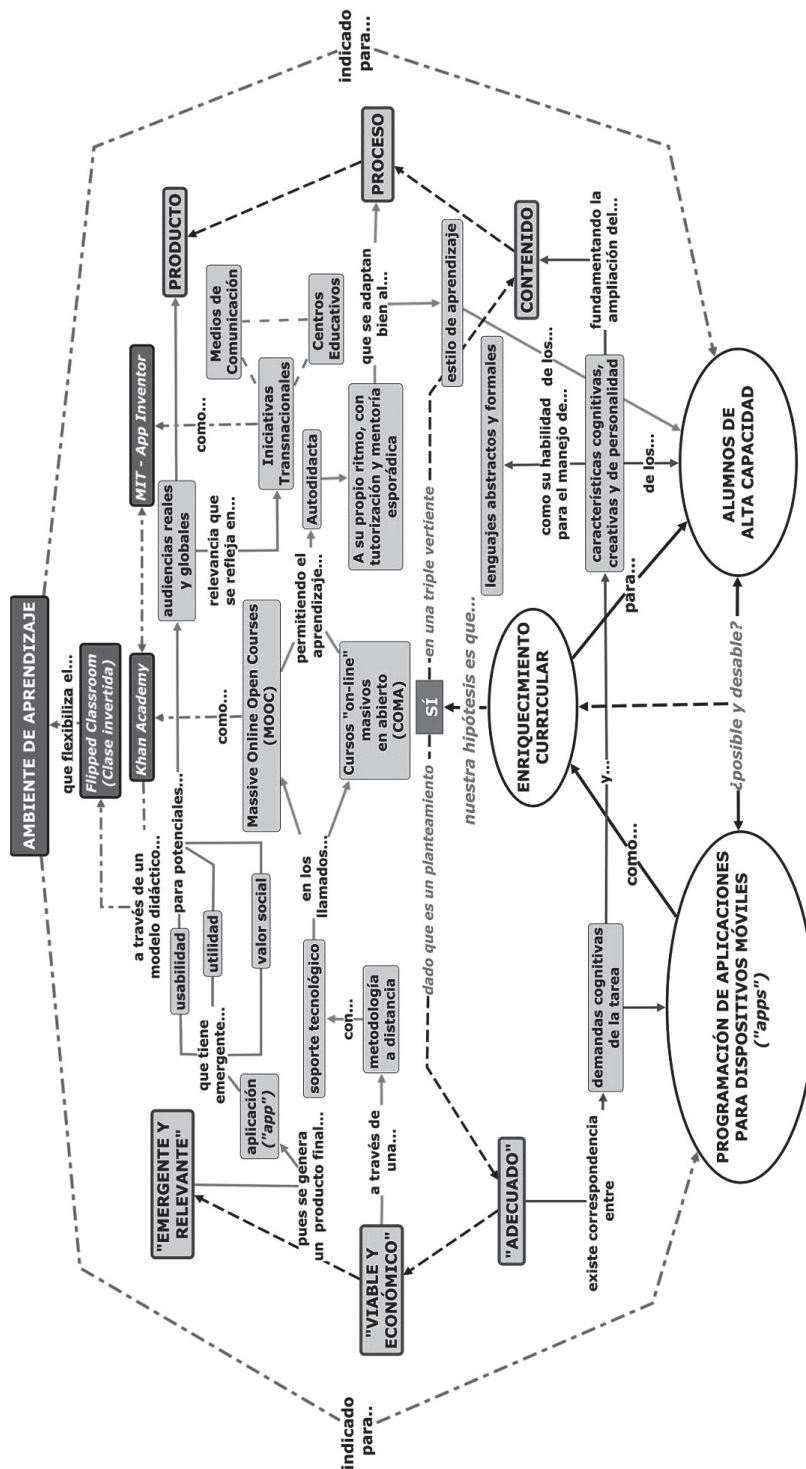 AMBIENTE DE APRENDIZAJE
indicado
para...
indicado
para...
que flexibiliza el...
Flipped Classroom
(Clase invertida)
a través de un
modelo didáctico...
Khan Academy
MIT - App Inventor
"EMERGENTE Y
RELEVANTE"
usabilidad
para potenciales...
audiencias reales
y globales
PRODUCTO
utilidad
valor social
que tiene
emergente...
aplicación
("app")
pues se genera
un producto final...
como...
relevancia que
se refleja en...
como...
Medios de
Comunicación
Massive Online Open Courses
(MOOC)
Iniciativas
Transnacionales
Centros
Educativos
soporte tecnológico
en los
llamados...
permitiendo el
aprendizaje...
Autodidacta
con...
"VIABLE Y
ECONÓMICO"
a través de
una...
metodología
a distancia
Cursos "on-line"
masivos
en abierto
(COMA)
A su propio ritmo, con
tutorización y mentoría
esporádica
que se adaptan
bien al...
PROCESO
dado que es un planteamiento
SÍ
en una triple vertiente
estilo de aprendizaje
nuestra hipótesis es que...
"ADECUADO"
lenguajes abstractos y formales
CONTENIDO
ENRIQUECIMIENTO
CURRICULAR
como su habilidad
para el manejo de...
de los...
existe correspondencia
entre
demandas cognitivas
de la tarea
y...
características cognitivas,
creativas y de personalidad
fundamentando la
ampliación del...
como...
para...
de los...
PROGRAMACIÓN DE APLICACIONES
PARA DISPOSITIVOS MÓVILES
("apps")
¿posible y desable?
ALUMNOS DE
ALTA CAPACIDAD